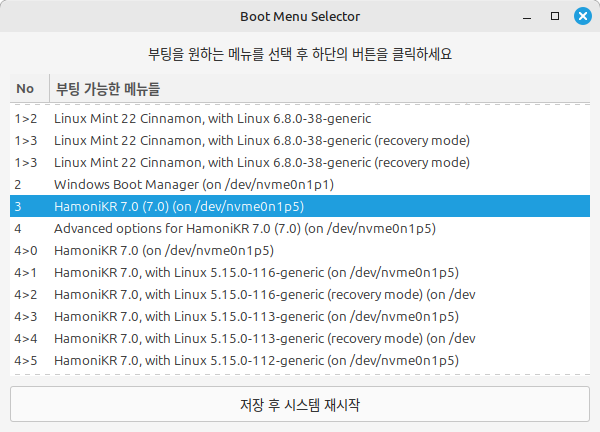 Boot Menu Selector
부팅을 원하는 메뉴를 선택 후 하단의 버튼을 클릭하세요
No 부팅 가능한 메뉴들
1>2 Linux Mint 22 Cinnamon, with Linux 6.8.0-38-generic
1>3 Linux Mint 22 Cinnamon, with Linux 6.8.0-38-generic (recovery mode)
1>3 Linux Mint 22 Cinnamon, with Linux 6.8.0-38-generic (recovery mode)
2 Windows Boot Manager (on /dev/nvme0n1p1)
3 HamoniKR 7.0 (7.0) (on /dev/nvme0n1p5)
4 Advanced options for HamoniKR 7.0 (7.0) (on /dev/nvme0n1p5)
4>0 HamoniKR 7.0 (on /dev/nvme0n1p5)
4>1 HamoniKR 7.0, with Linux 5.15.0-116-generic (on /dev/nvme0n1p5)
4>2 HamoniKR 7.0, with Linux 5.15.0-116-generic (recovery mode) (on /dev
4>3 HamoniKR 7.0, with Linux 5.15.0-113-generic (on /dev/nvme0n1p5)
4>4 HamoniKR 7.0, with Linux 5.15.0-113-generic (recovery mode) (on /dev
4>5 HamoniKR 7.0, with Linux 5.15.0-112-generic (on /dev/nvme0n1p5)
저장 후 시스템 재시작